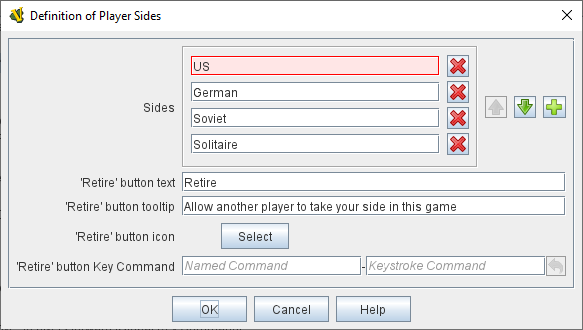 Definition of Player Sides
Sides
US
German
Soviet
Solitaire
'Retire' button text Retire
'Retire' button tooltip Allow another player to take your side in this game
'Retire' button icon Select
'Retire' button Key Command Named Command - Keystroke Command
OK Cancel Help